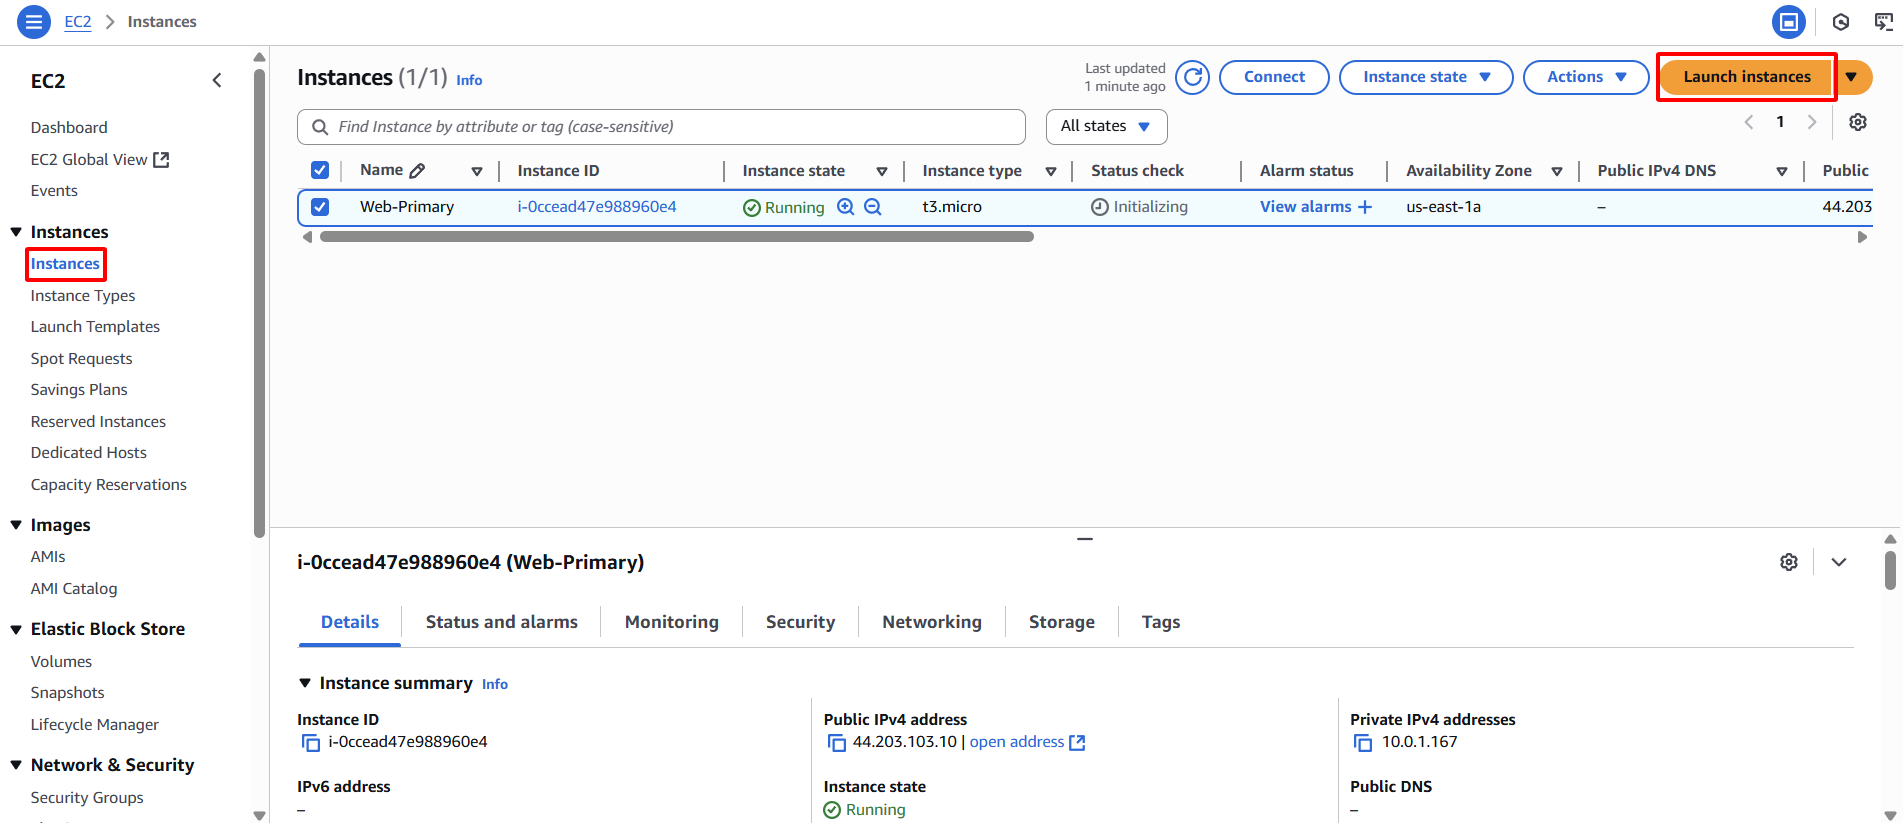 EC2 > Instances
EC2
Dashboard
EC2 Global View
Events
Instances
Instances
Instance Types
Launch Templates
Spot Requests
Savings Plans
Reserved Instances
Dedicated Hosts
Capacity Reservations
Images
AMIs
AMI Catalog
Elastic Block Store
Volumes
Snapshots
Lifecycle Manager
Network & Security
Security Groups
Instances (1/1) Info
Last updated
1 minute ago
Connect
Instance state
Actions
Launch instances
Find Instance by attribute or tag (case-sensitive)
All states
1
Name Instance ID Instance state Instance type Status check Alarm status Availability Zone Public IPv4 DNS Public
Web-Primary i-0ccead47e988960e4 Running t3.micro Initializing View alarms + us-east-1a – 44.203
i-0ccead47e988960e4 (Web-Primary)
Details Status and alarms Monitoring Security Networking Storage Tags
Instance summary Info
Instance ID
i-0ccead47e988960e4
Public IPv4 address
44.203.103.10 | open address
Private IPv4 addresses
10.0.1.167
IPv6 address
–
Instance state
Running
Public DNS
–